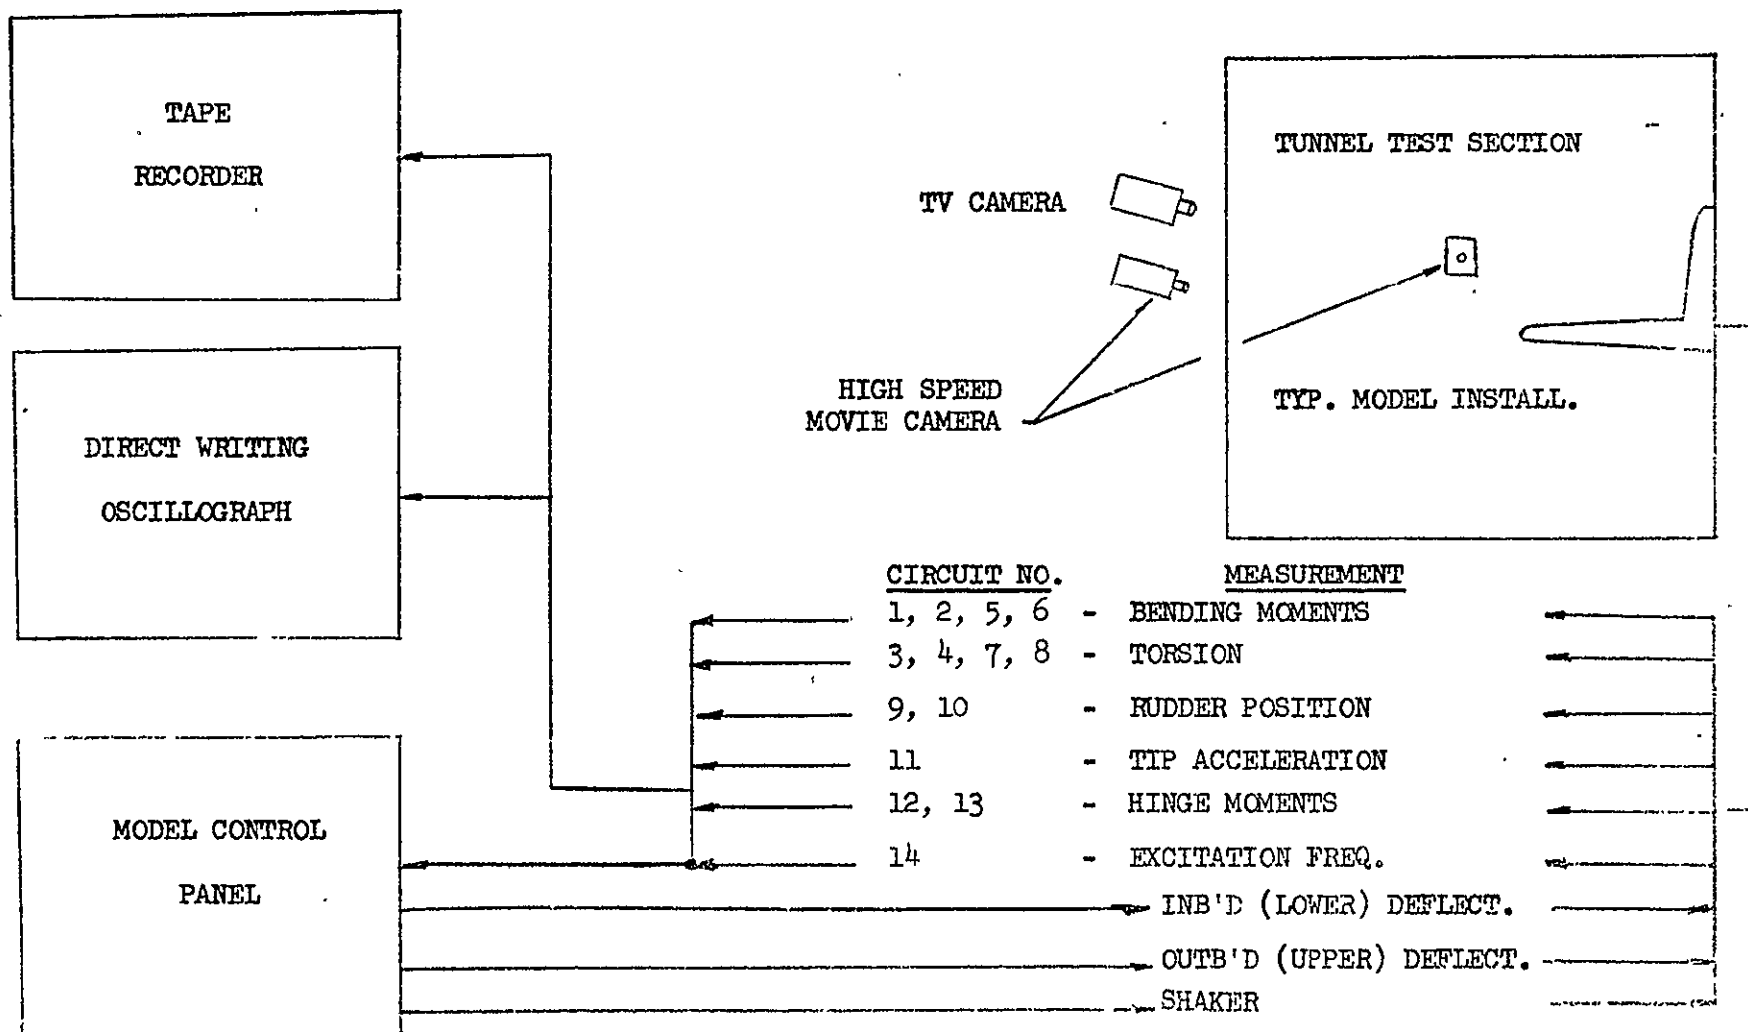 TAPE
RECORDER
TUNNEL TEST SECTION
TV CAMERA
HIGH SPEED
MOVIE CAMERA
TYP. MODEL INSTALL.
DIRECT WRITING
OSCILLOGRAPH
CIRCUIT NO. MEASUREMENT
1, 2, 5, 6 - BENDING MOMENTS
3, 4, 7, 8 - TORSION
9, 10 - RUDDER POSITION
11 - TIP ACCELERATION
12, 13 - HINGE MOMENTS
14 - EXCITATION FREQ.
MODEL CONTROL
PANEL
INB'D (LOWER) DEFLECT.
OUTB'D (UPPER) DEFLECT.
SHAKER